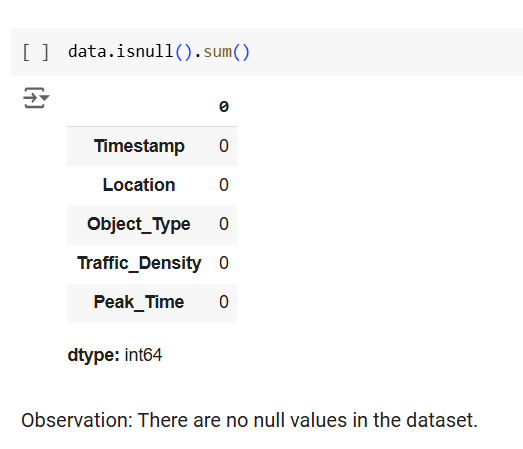 [ ] data.isnull().sum()
0
Timestamp 0
Location 0
Object_Type 0
Traffic_Density 0
Peak_Time 0
dtype: int64
Observation: There are no null values in the dataset.